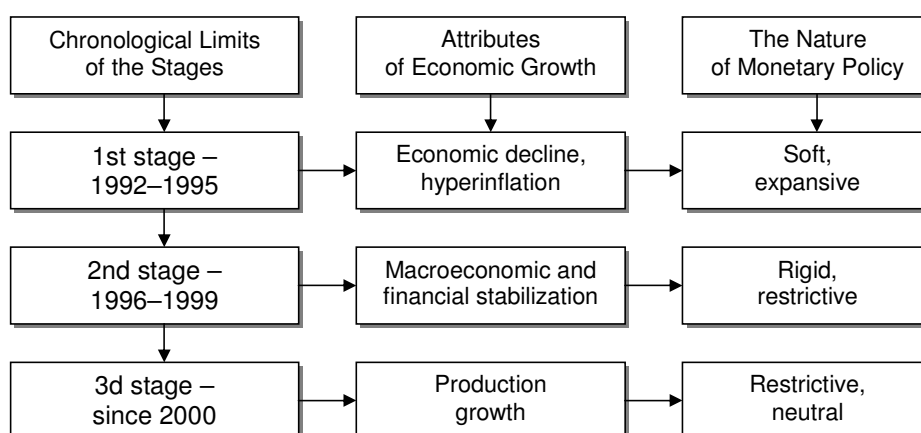 Chronological Limits
of the Stages
Attributes
of Economic Growth
The Nature
of Monetary Policy
1st stage –
1992–1995
Economic decline,
hyperinflation
Soft,
expansive
2nd stage –
1996–1999
Macroeconomic and
financial stabilization
Rigid,
restrictive
3d stage –
since 2000
Production
growth
Restrictive,
neutral